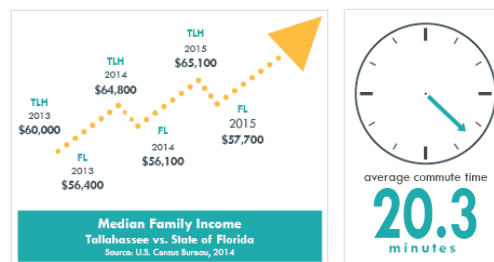 TLH
2013
$60,000
FL
2013
$56,400
TLH
2014
$64,800
FL
2014
$56,100
TLH
2015
$65,100
FL
2015
$57,700
Median Family Income
Tallahassee vs. State of Florida
Source: U.S. Census Bureau, 2014
average commute time
20.3
minutes